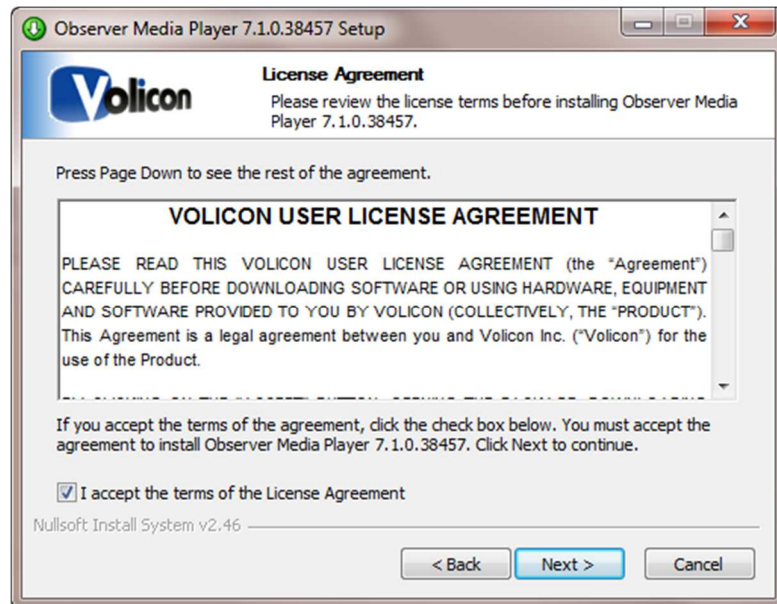 Observer Media Player 7.1.0.38457 Setup
Volicon
License Agreement
Please review the license terms before installing Observer Media
Player 7.1.0.38457.
Press Page Down to see the rest of the agreement.
VOLICON USER LICENSE AGREEMENT
PLEASE READ THIS VOLICON USER LICENSE AGREEMENT (the “Agreement”)
CAREFULLY BEFORE DOWNLOADING SOFTWARE OR USING HARDWARE, EQUIPMENT
AND SOFTWARE PROVIDED TO YOU BY VOLICON (COLLECTIVELY, THE “PRODUCT”).
This Agreement is a legal agreement between you and Volicon Inc. (“Volicon”) for the
use of the Product.
If you accept the terms of the agreement, click the check box below. You must accept the
agreement to install Observer Media Player 7.1.0.38457. Click Next to continue.
I accept the terms of the License Agreement
Nullsoft Install System v2.46
< Back
Next >
Cancel